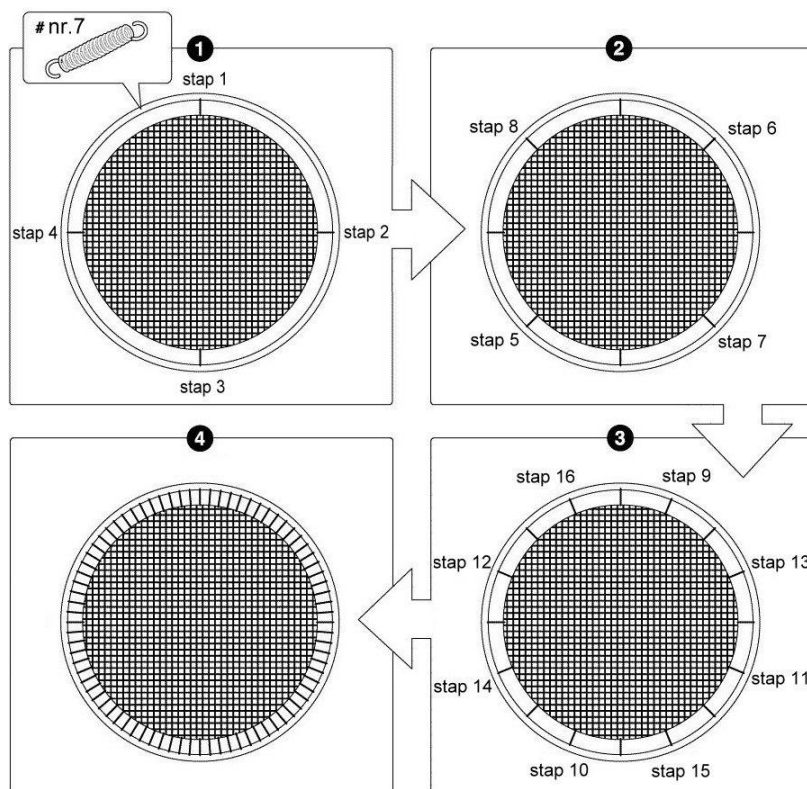 # nr.7
1
stap 1
stap 4
stap 2
stap 3
2
stap 8
stap 6
stap 5
stap 7
4
3
stap 16
stap 9
stap 12
stap 13
stap 14
stap 11
stap 10
stap 15